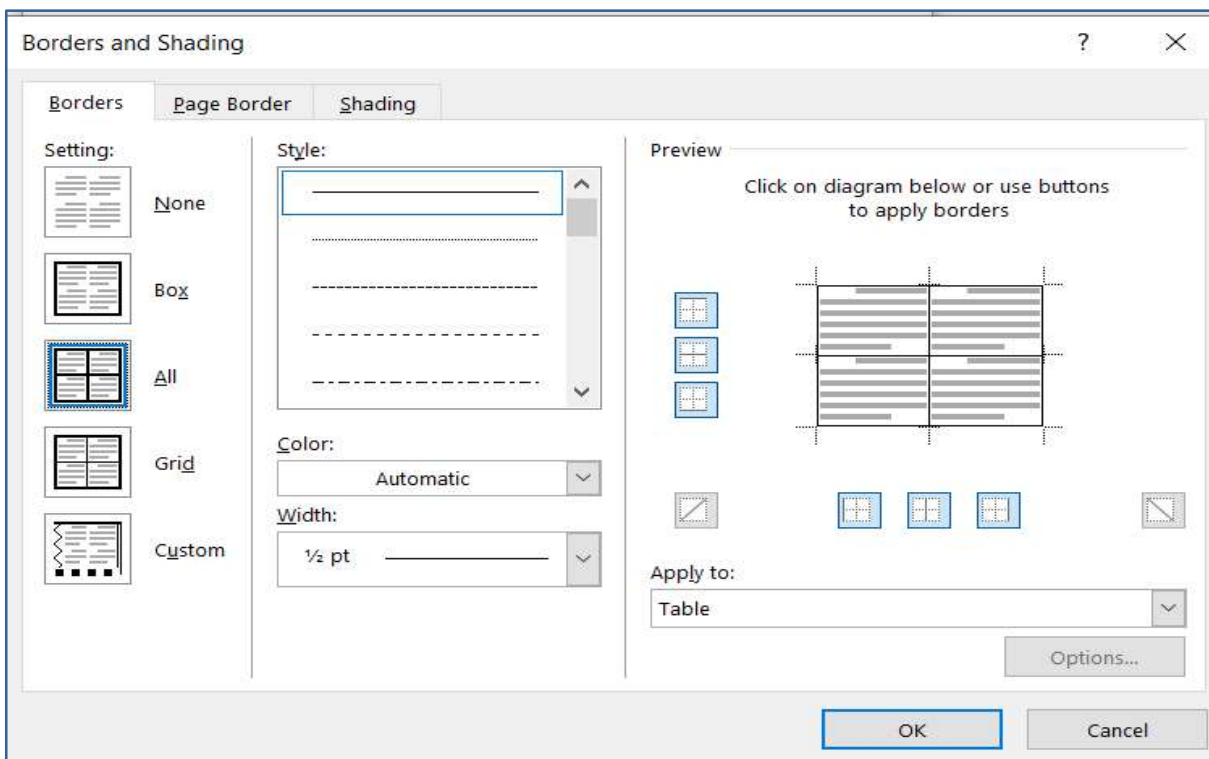 Borders and Shading
?
Borders
Page Border
Shading
Setting:
None
Box
All
Grid
Custom
Style:
Color:
Automatic
Width:
½ pt
Preview
Click on diagram below or use buttons
to apply borders
Apply to:
Table
Options...
OK
Cancel